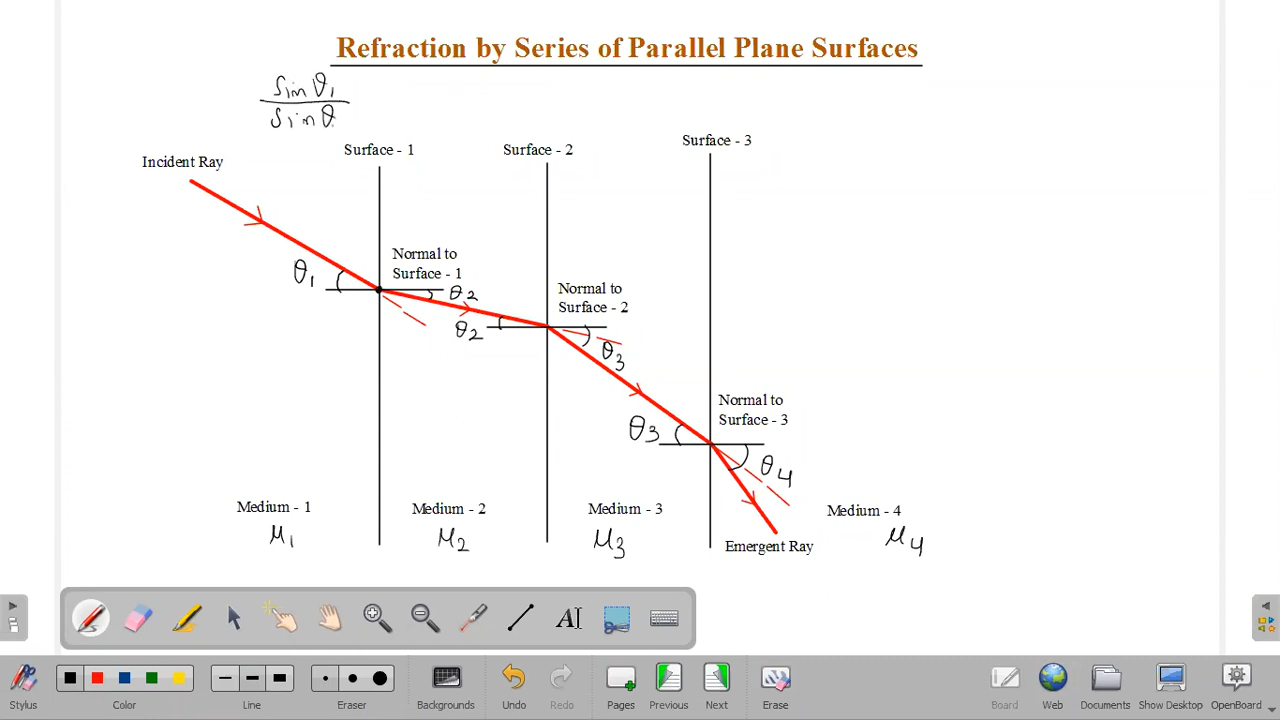 Refraction by Series of Parallel Plane Surfaces
sinθ₁
sinθ
Surface - 1
Surface - 2
Surface - 3
Incident Ray
Normal to
Surface - 1
θ₁
θ₂
Normal to
Surface - 2
θ₂
θ₃
Normal to
Surface - 3
θ₃
θ₄
Medium - 1
Medium - 2
Medium - 3
Medium - 4
μ₁
μ₂
μ₃
μ₄
Emergent Ray
AI
Stylus
Color
Line
Eraser
Backgrounds
Undo
Redo
Pages
Previous
Next
Erase
Board
Web
Documents
Show Desktop
OpenBoard